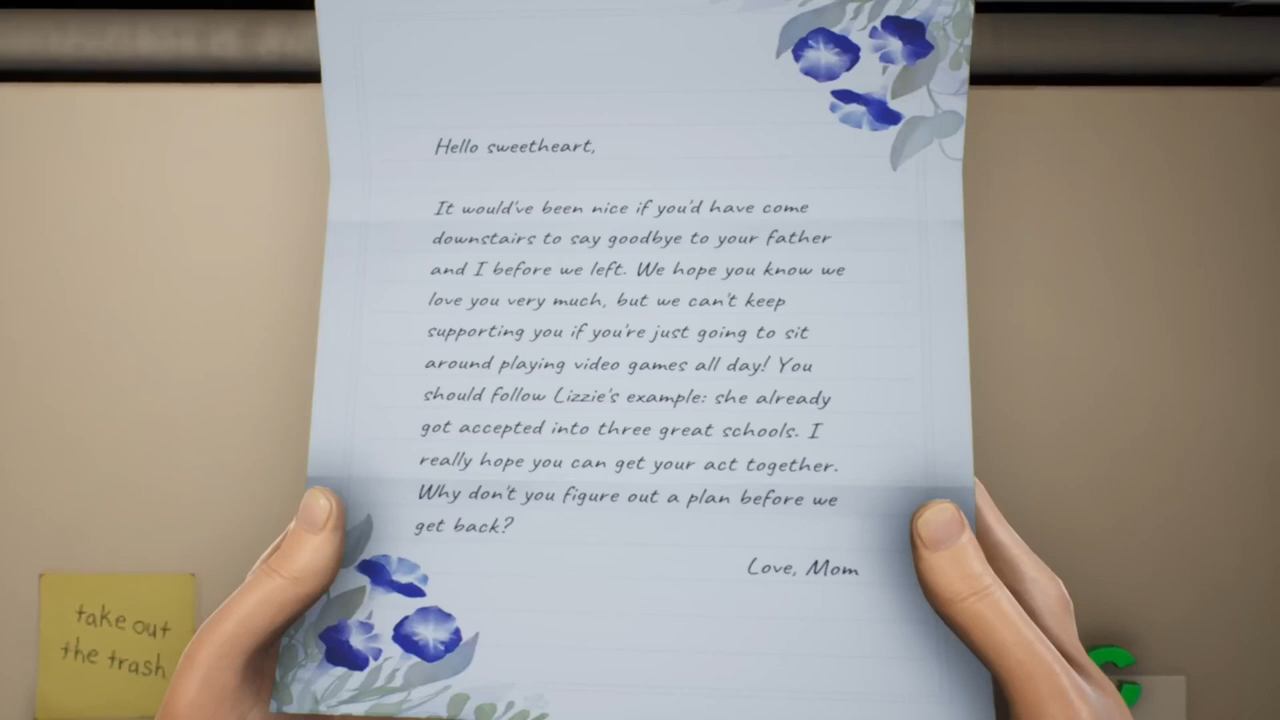 Hello sweetheart,
It would've been nice if you'd have come
downstairs to say goodbye to your father
and I before we left. We hope you know we
love you very much, but we can't keep
supporting you if you're just going to sit
around playing video games all day! You
should follow Lizzie's example: she already
got accepted into three great schools. I
really hope you can get your act together.
Why don't you figure out a plan before we
get back?
Love, Mom
take out
the trash